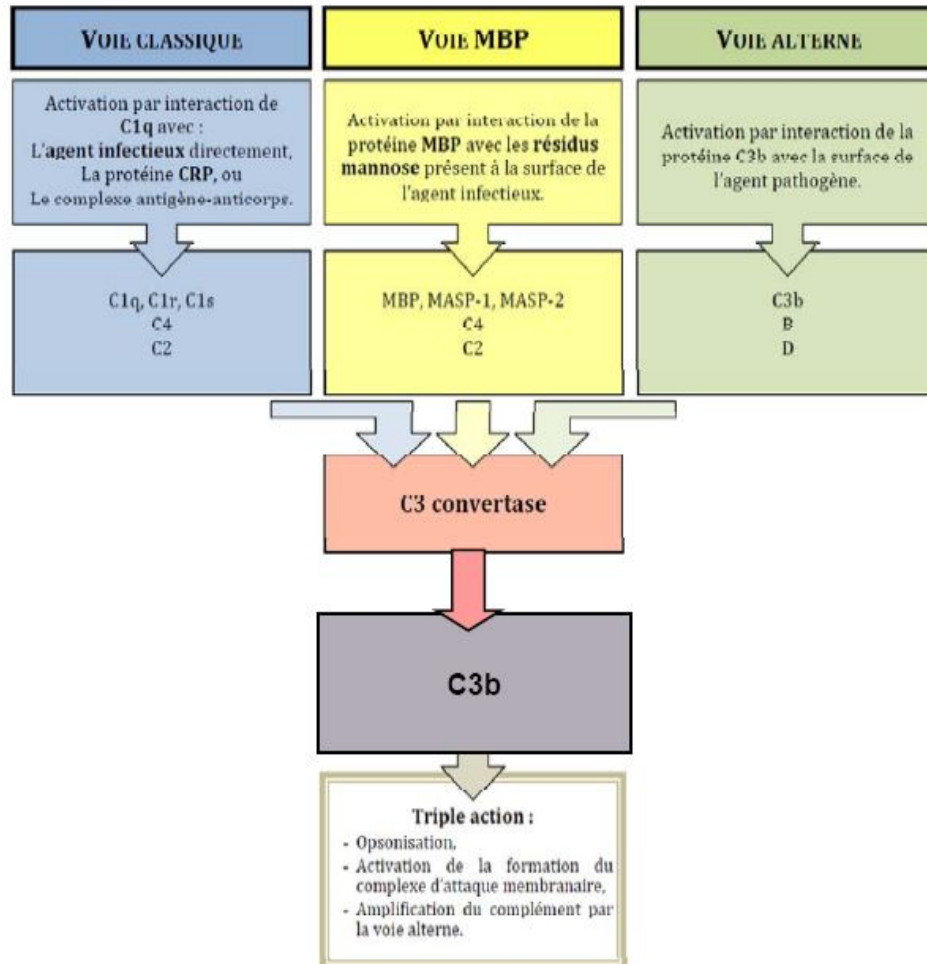 VOIE CLASSIQUE
Activation par interaction de
C1q avec :
L'agent infectieux directement,
La protéine CRP, ou
Le complexe antigène-anticorps.
C1q, C1r, C1s
C4
C2
VOIE MBP
Activation par interaction de la
protéine MBP avec les résidus
mannose présent à la surface de
l'agent infectieux.
MBP, MASP-1, MASP-2
C4
C2
VOIE ALTERNE
Activation par interaction de la
protéine C3b avec la surface de
l'agent pathogène.
C3b
B
D
C3 convertase
C3b
Triple action :
- Opsonisation,
- Activation de la formation du
complexe d'attaque membranaire,
- Amplification du complément par
la voie alterne.